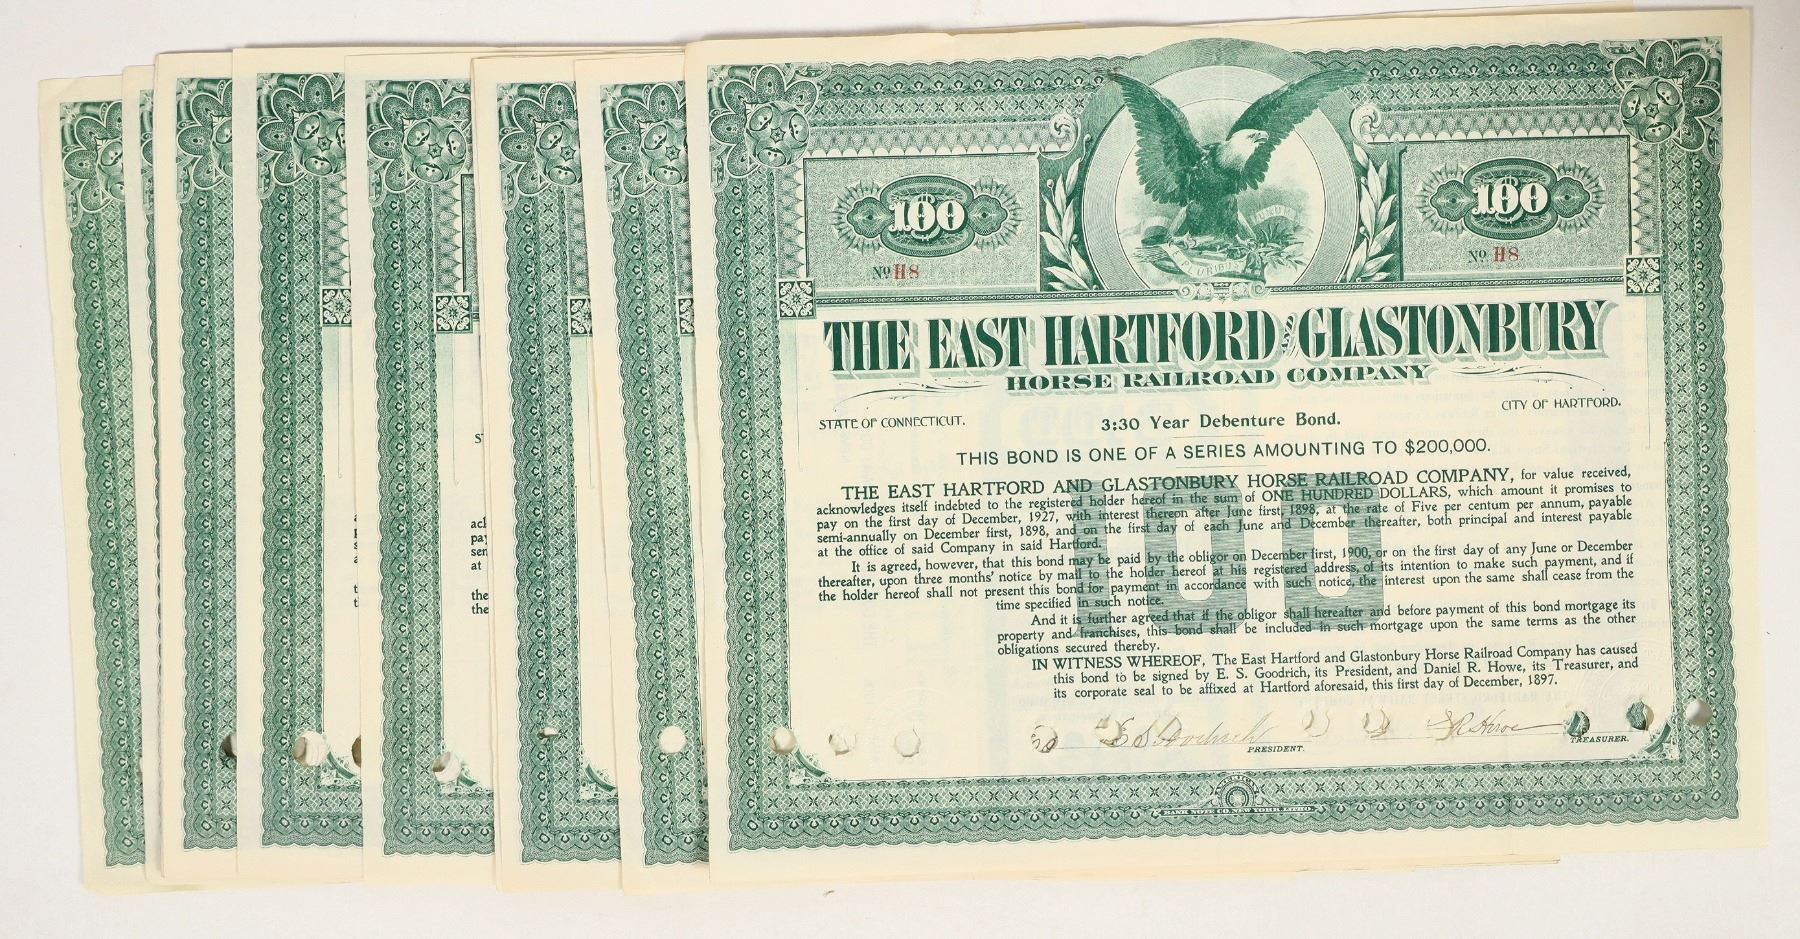 $100
$100
No H8
No H8
PLURIBUS
UNUM
THE EAST HARTFORD AND GLASTONBURY
HORSE RAILROAD COMPANY
STATE OF CONNECTICUT.
CITY OF HARTFORD.
3:30 Year Debenture Bond.
THIS BOND IS ONE OF A SERIES AMOUNTING TO $200,000.
THE EAST HARTFORD AND GLASTONBURY HORSE RAILROAD COMPANY, for value received,
acknowledges itself indebted to the registered holder hereof in the sum of ONE HUNDRED DOLLARS, which amount it promises to
pay on the first day of December, 1927, with interest thereon after June first, 1898, at the rate of Five per centum per annum, payable
semi-annually on December first, 1898, and on the first day of each June and December thereafter, both principal and interest payable
at the office of said Company in said Hartford.
It is agreed, however, that this bond may be paid by the obligor on December first, 1900, or on the first day of any June or December
thereafter, upon three months' notice by mail to the holder hereof at his registered address, of its intention to make such payment, and if
the holder hereof shall not present this bond for payment in accordance with such notice, the interest upon the same shall cease from the
time specified in such notice.
And it is further agreed that if the obligor shall hereafter and before payment of this bond mortgage its
property and franchises, this bond shall be included in such mortgage upon the same terms as the other
obligations secured thereby.
IN WITNESS WHEREOF, The East Hartford and Glastonbury Horse Railroad Company has caused
this bond to be signed by E. S. Goodrich, its President, and Daniel R. Howe, its Treasurer, and
its corporate seal to be affixed at Hartford aforesaid, this first day of December, 1897.
100
E S Goodrich
PRESIDENT.
D R Howe
TREASURER.
BANK NOTE CO. NEW YORK